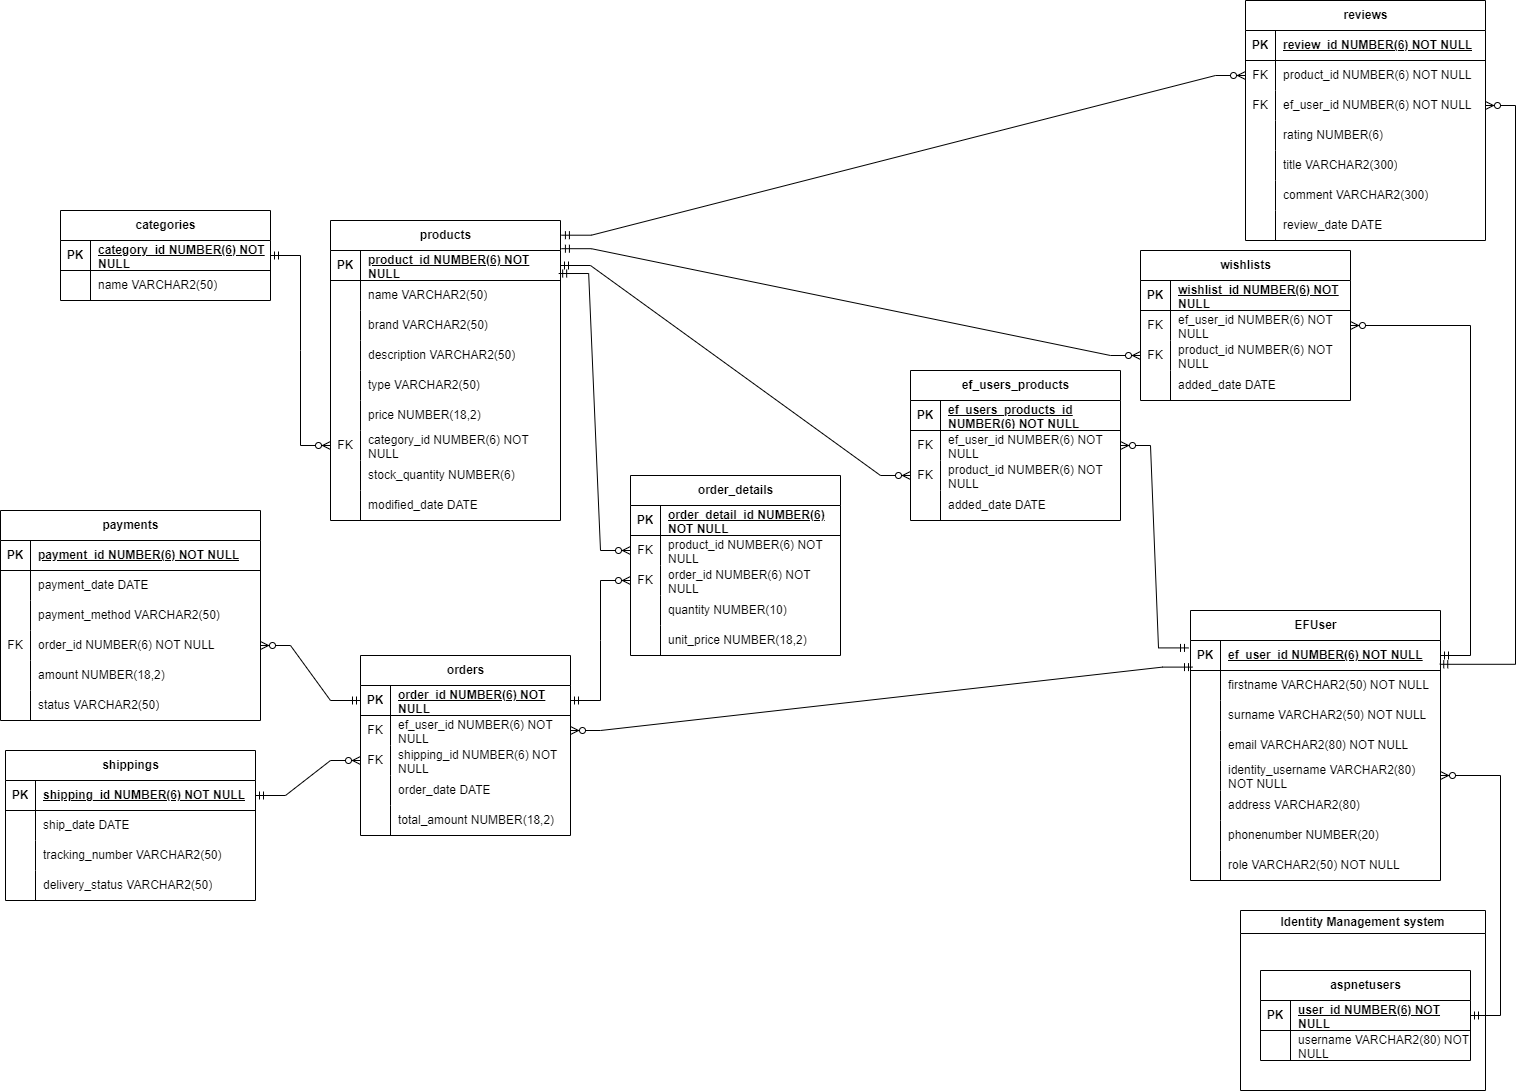 reviews
PK
review_id NUMBER(6) NOT NULL
FK
product_id NUMBER(6) NOT NULL
FK
ef_user_id NUMBER(6) NOT NULL
rating NUMBER(6)
title VARCHAR2(300)
comment VARCHAR2(300)
review_date DATE
categories
PK
category_id NUMBER(6) NOT
NULL
name VARCHAR2(50)
products
PK
product_id NUMBER(6) NOT
NULL
name VARCHAR2(50)
brand VARCHAR2(50)
description VARCHAR2(50)
type VARCHAR2(50)
price NUMBER(18,2)
FK
category_id NUMBER(6) NOT
NULL
stock_quantity NUMBER(6)
modified_date DATE
wishlists
PK
wishlist_id NUMBER(6) NOT
NULL
FK
ef_user_id NUMBER(6) NOT
NULL
FK
product_id NUMBER(6) NOT
NULL
added_date DATE
ef_users_products
PK
ef_users_products_id
NUMBER(6) NOT NULL
FK
ef_user_id NUMBER(6) NOT
NULL
FK
product_id NUMBER(6) NOT
NULL
added_date DATE
order_details
PK
order_detail_id NUMBER(6)
NOT NULL
FK
product_id NUMBER(6) NOT
NULL
FK
order_id NUMBER(6) NOT
NULL
quantity NUMBER(10)
unit_price NUMBER(18,2)
payments
PK
payment_id NUMBER(6) NOT NULL
payment_date DATE
payment_method VARCHAR2(50)
FK
order_id NUMBER(6) NOT NULL
amount NUMBER(18,2)
status VARCHAR2(50)
orders
PK
order_id NUMBER(6) NOT
NULL
FK
ef_user_id NUMBER(6) NOT
NULL
FK
shipping_id NUMBER(6) NOT
NULL
order_date DATE
total_amount NUMBER(18,2)
shippings
PK
shipping_id NUMBER(6) NOT NULL
ship_date DATE
tracking_number VARCHAR2(50)
delivery_status VARCHAR2(50)
EFUser
PK
ef_user_id NUMBER(6) NOT NULL
firstname VARCHAR2(50) NOT NULL
surname VARCHAR2(50) NOT NULL
email VARCHAR2(80) NOT NULL
identity_username VARCHAR2(80)
NOT NULL
address VARCHAR2(80)
phonenumber NUMBER(20)
role VARCHAR2(50) NOT NULL
Identity Management system
aspnetusers
PK
user_id NUMBER(6) NOT
NULL
username VARCHAR2(80) NOT
NULL